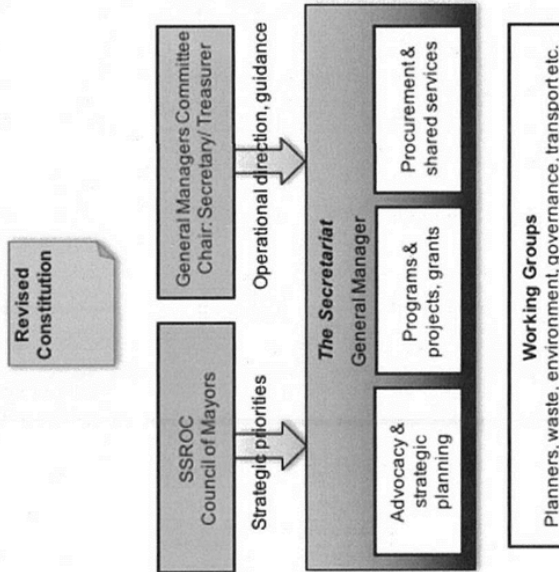 Revised
Constitution
SSROC
Council of Mayors
General Managers Committee
Chair: Secretary/ Treasurer
Strategic priorities
Operational direction, guidance
The Secretariat
General Manager
Advocacy &
strategic
planning
Programs &
projects, grants
Procurement &
shared services
Working Groups
Planners, waste, environment, governance, transport etc.